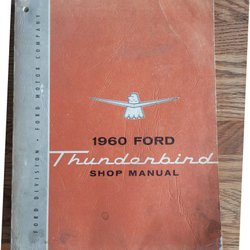 1960 FORD
Thunderbird
SHOP MANUAL
FORD DIVISION · FORD MOTOR COMPANY